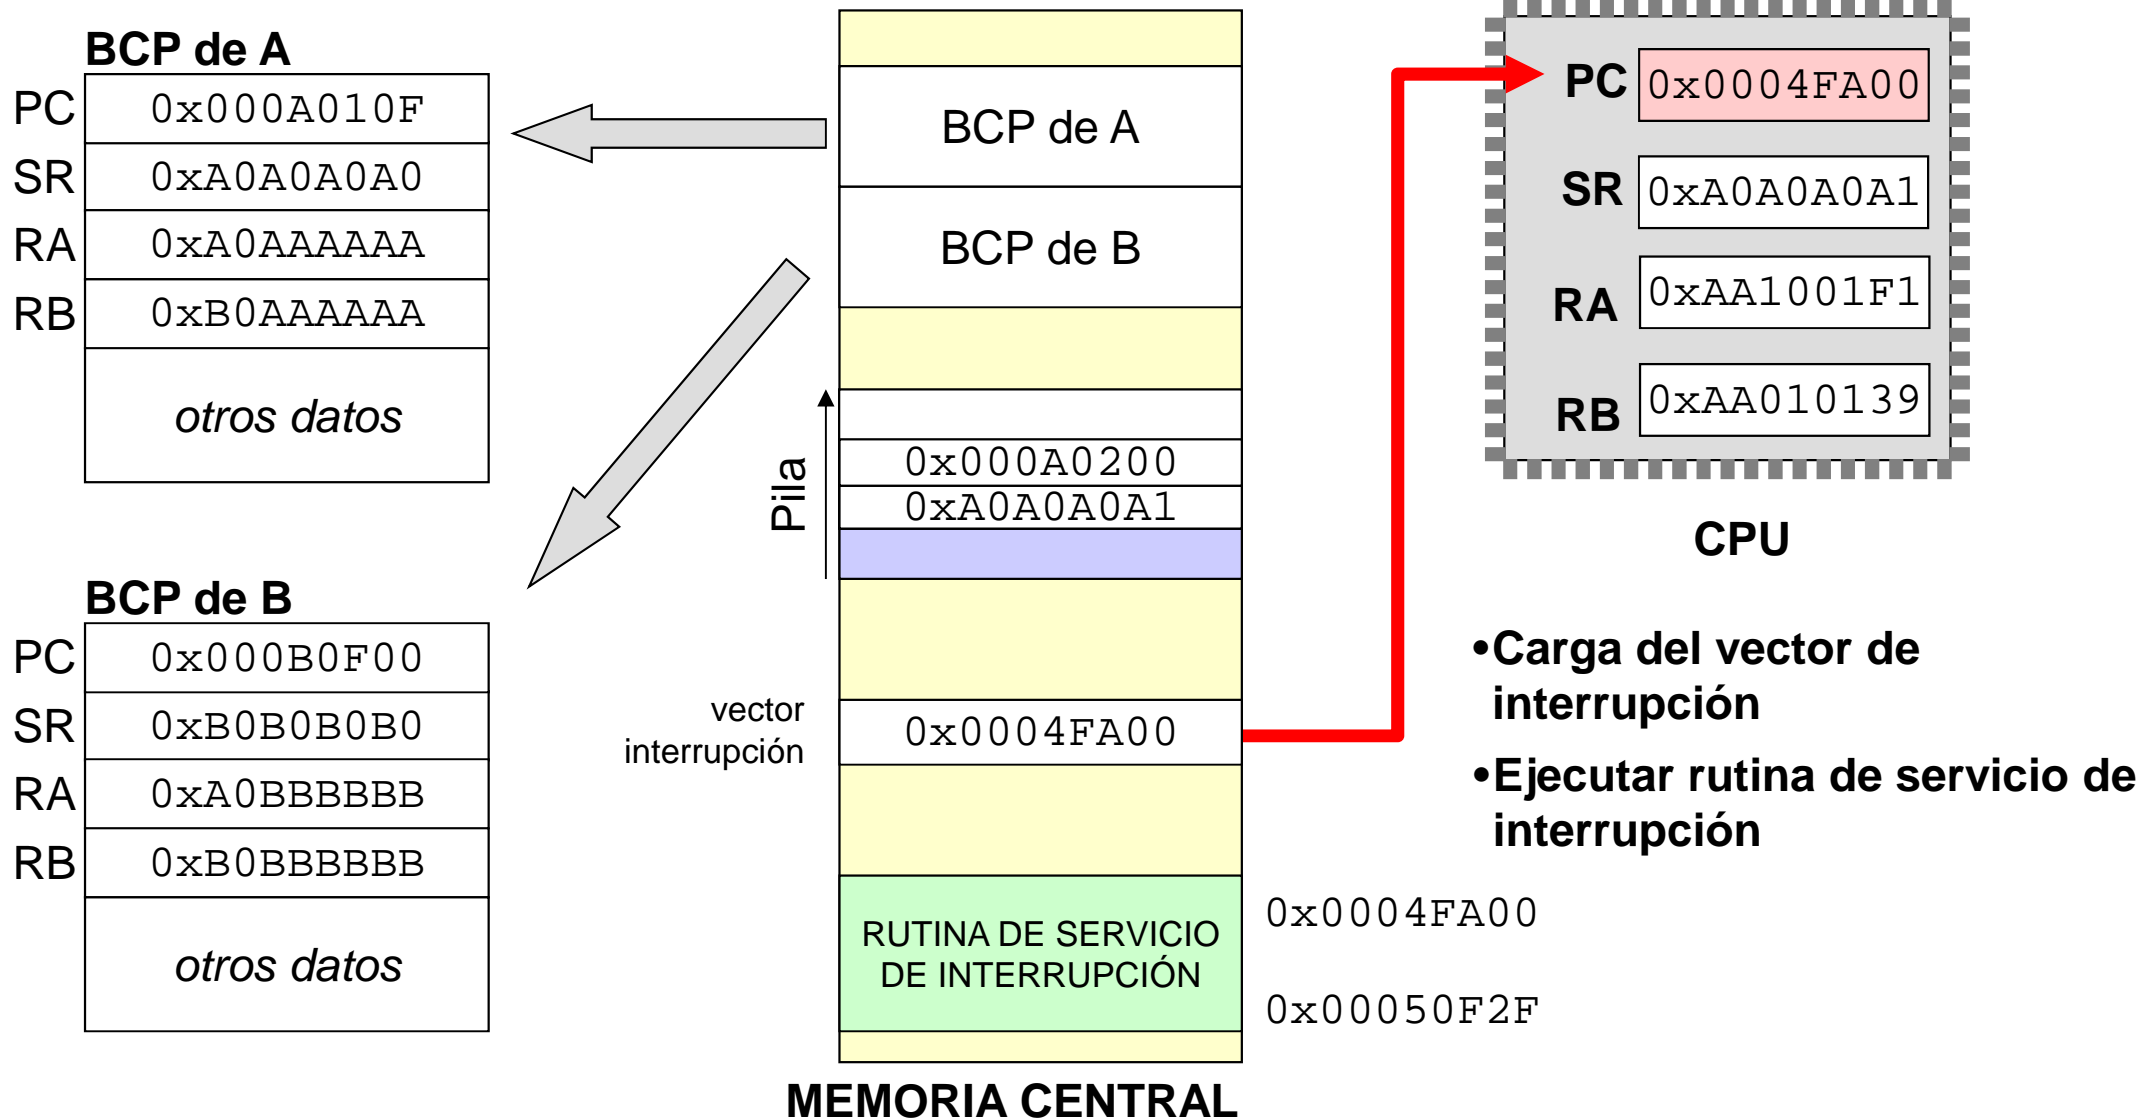 BCP de A
PC 0x000A010F
SR 0xA0A0A0A0
RA 0xA0AAAAAA
RB 0xB0AAAAAA
otros datos
BCP de B
PC 0x000B0F00
SR 0xB0B0B0B0
RA 0xA0BBBBBB
RB 0xB0BBBBBB
otros datos
BCP de A
BCP de B
Pila
0x000A0200
0xA0A0A0A1
vector
interrupción
0x0004FA00
RUTINA DE SERVICIO
DE INTERRUPCIÓN
0x0004FA00
0x00050F2F
MEMORIA CENTRAL
PC 0x0004FA00
SR 0xA0A0A0A1
RA 0xAA1001F1
RB 0xAA010139
CPU
•Carga del vector de
interrupción
•Ejecutar rutina de servicio de
interrupción